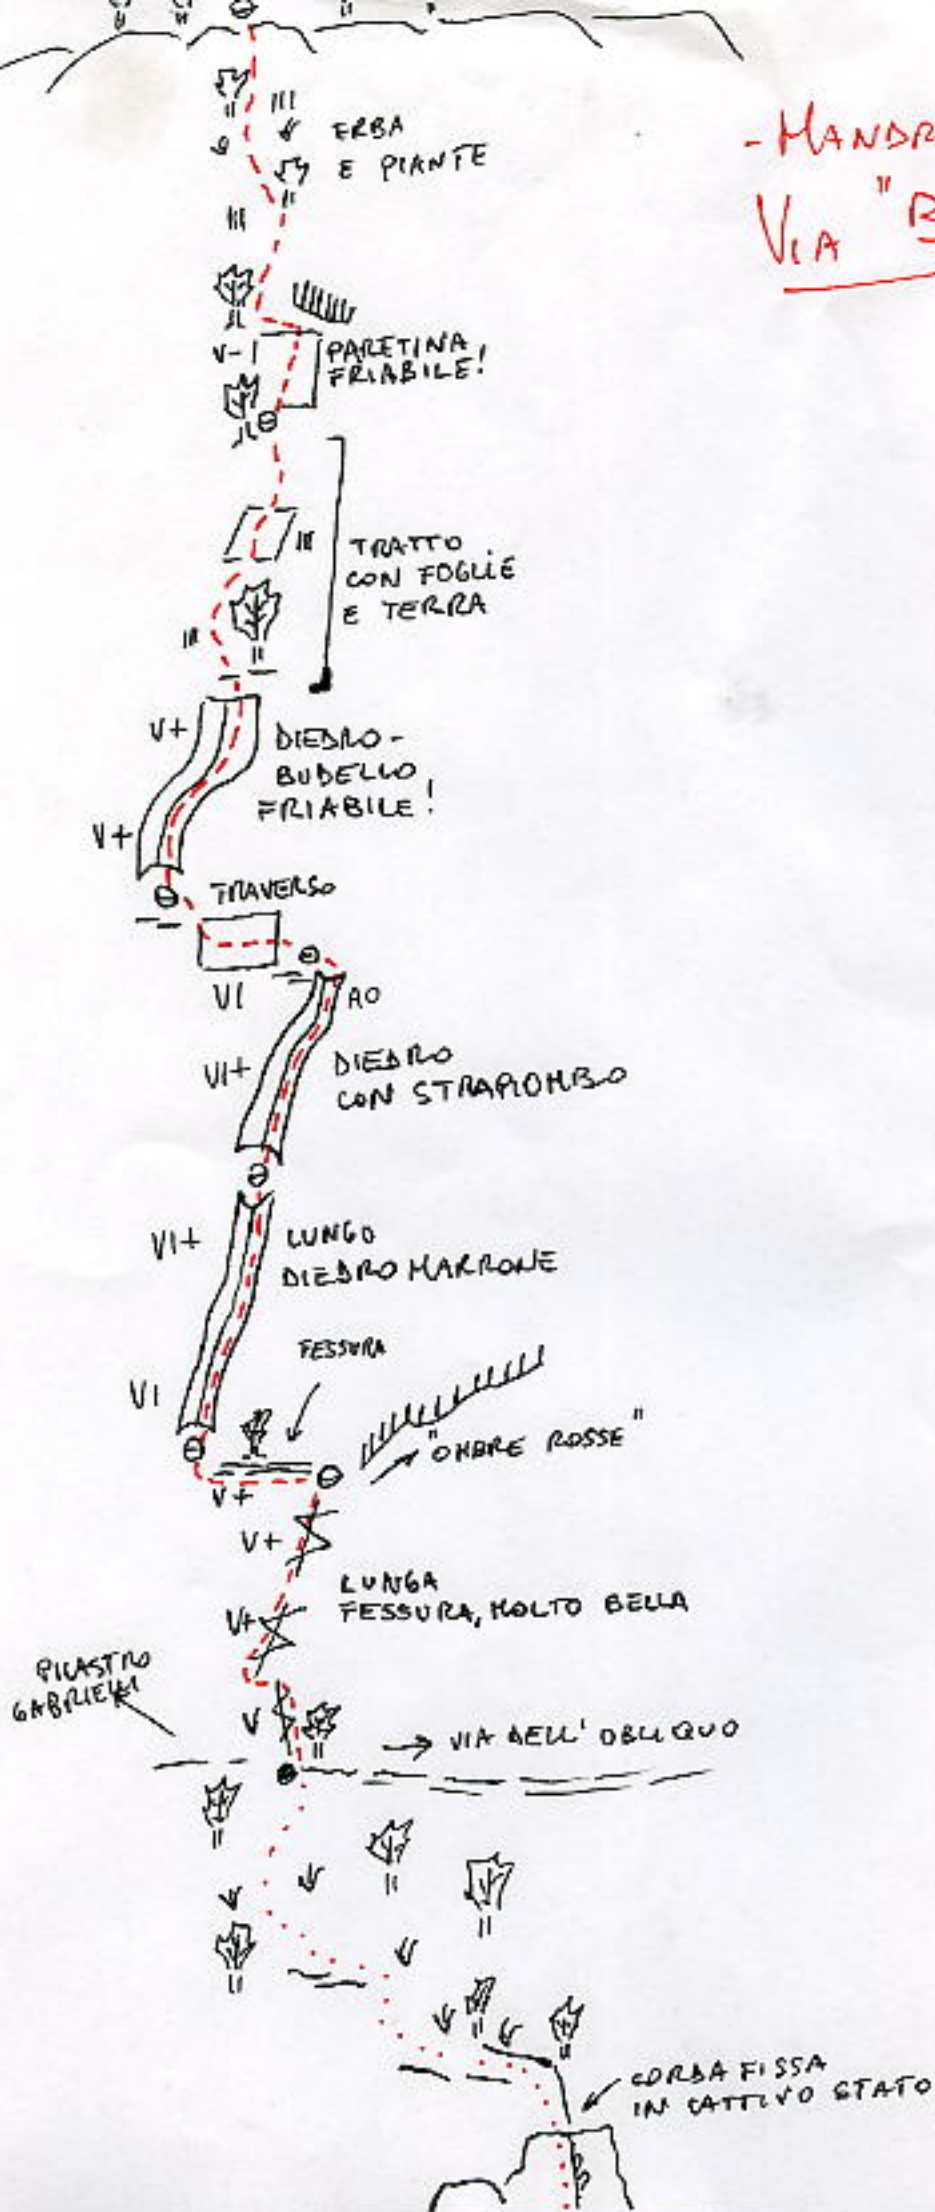 ERBA
E PIANTE
- MANDR
VIA "B
III
III
V-
PARETINA
FRIABILE!
III
TRATTO
CON FOGLIE
E TERRA
III
V+
DIEDRO-
BUDELLO
FRIABILE!
V+
TRAVERSO
VI
A0
VI+
DIEDRO
CON STRAPIOMBO
VI+
LUNGO
DIEDRO MARRONE
FESSURA
VI
"OMBRE ROSSE"
V+
V+
LUNGA
FESSURA, MOLTO BELLA
V+
PILASTRO
GABRIELLI
V
→ VIA DELL' OBLIQUO
CORDA FISSA
IN CATTIVO STATO